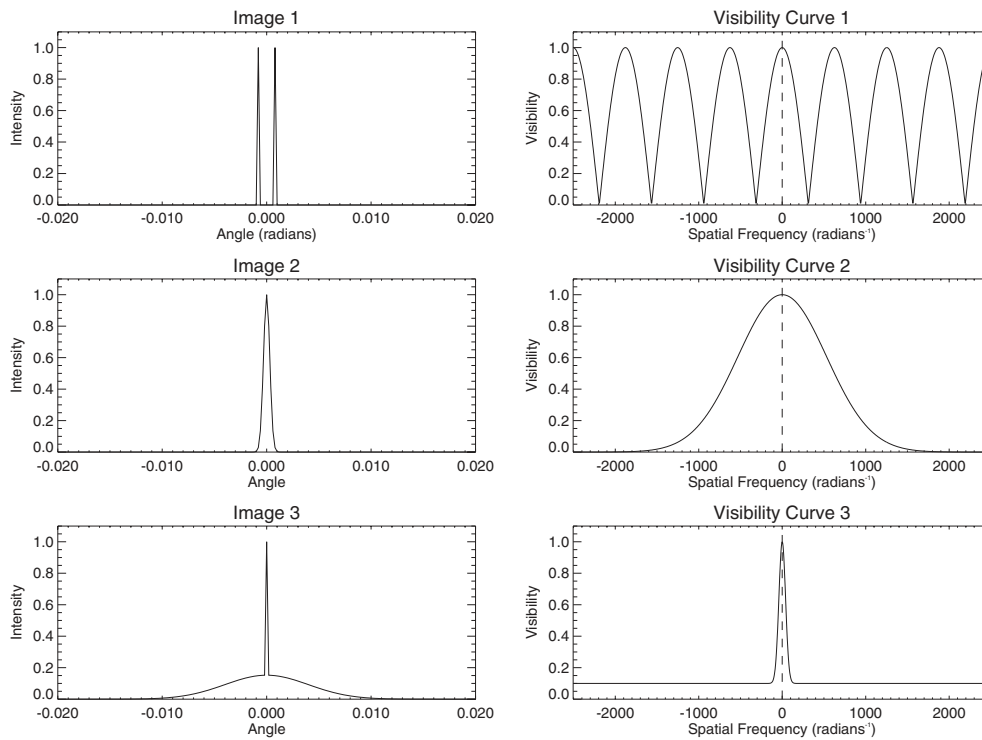 Image 1
Intensity
1.0
0.8
0.6
0.4
0.2
0.0
-0.020 -0.010 0.000 0.010 0.020
Angle (radians)
Visibility Curve 1
Visibility
1.0
0.8
0.6
0.4
0.2
0.0
-2000 -1000 0 1000 2000
Spatial Frequency (radians⁻¹)
Image 2
Intensity
1.0
0.8
0.6
0.4
0.2
0.0
-0.020 -0.010 0.000 0.010 0.020
Angle
Visibility Curve 2
Visibility
1.0
0.8
0.6
0.4
0.2
0.0
-2000 -1000 0 1000 2000
Spatial Frequency (radians⁻¹)
Image 3
Intensity
1.0
0.8
0.6
0.4
0.2
0.0
-0.020 -0.010 0.000 0.010 0.020
Angle
Visibility Curve 3
Visibility
1.0
0.8
0.6
0.4
0.2
0.0
-2000 -1000 0 1000 2000
Spatial Frequency (radians⁻¹)